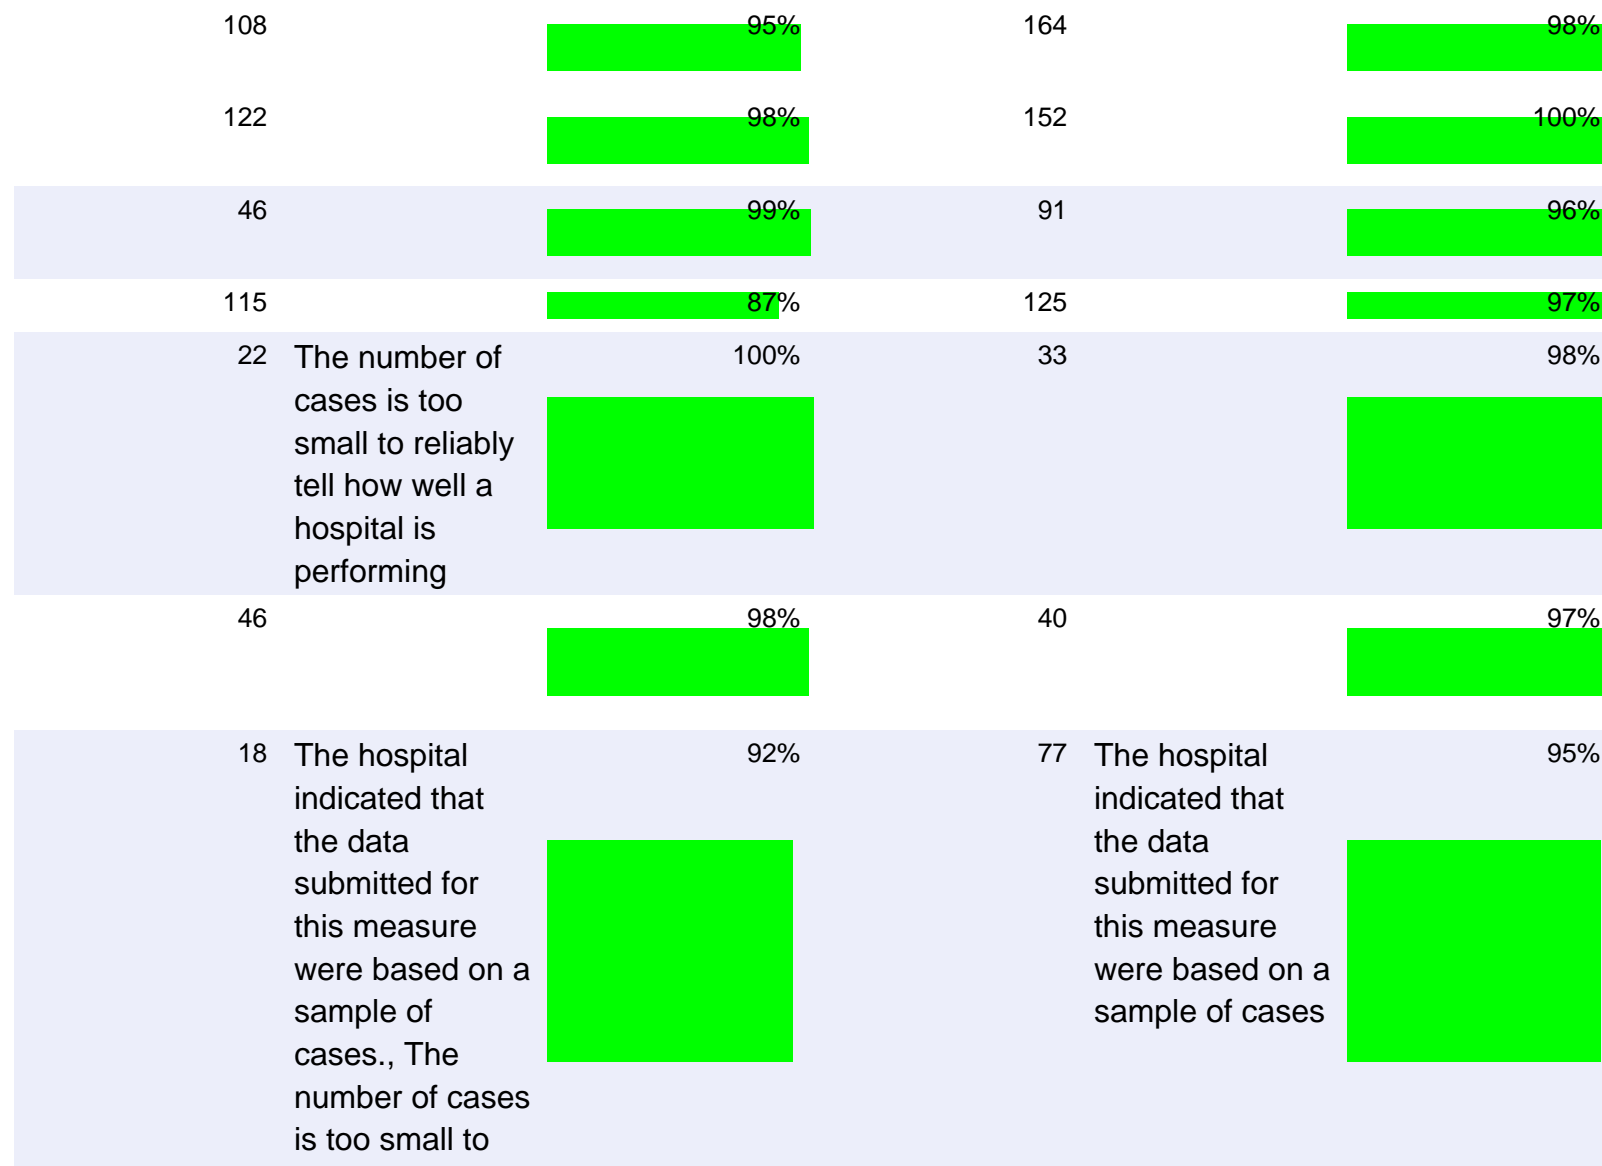 108 95% 164 98%
122 98% 152 100%
46 99% 91 96%
115 87% 125 97%
22 The number of 100% 33 98%
cases is too
small to reliably
tell how well a
hospital is
performing
46 98% 40 97%
18 The hospital 92% 77 The hospital 95%
indicated that indicated that
the data the data
submitted for submitted for
this measure this measure
were based on a were based on a
sample of sample of cases
cases., The
number of cases
is too small to